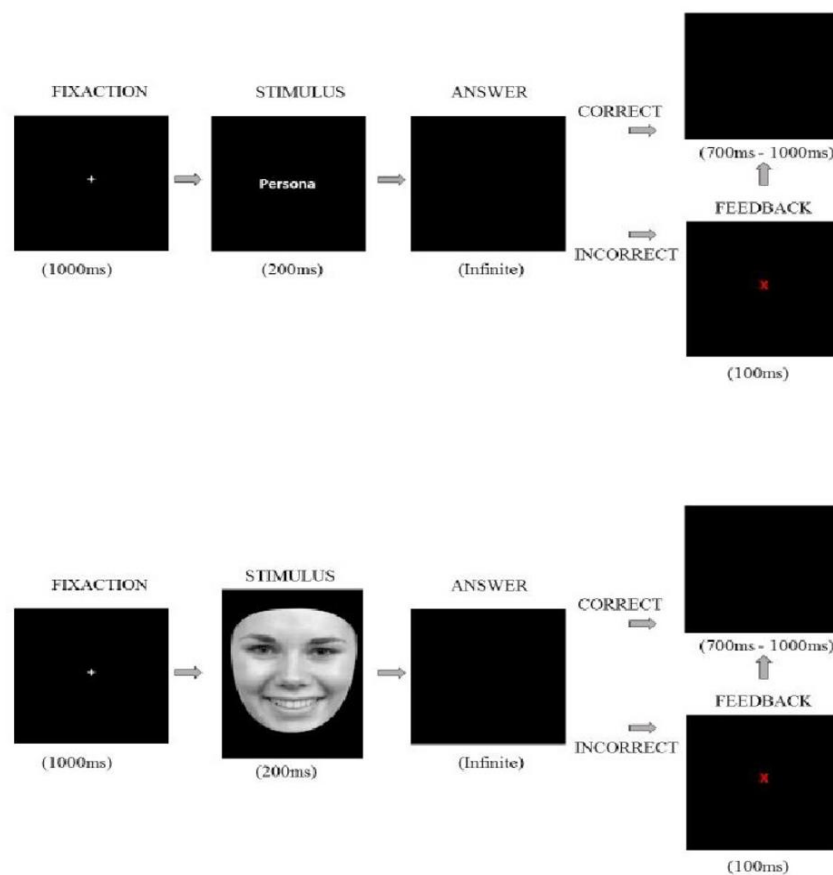 FIXACTION
STIMULUS
ANSWER
CORRECT
+
Persona
(700ms - 1000ms)
FEEDBACK
INCORRECT
X
(1000ms)
(200ms)
(Infinite)
(100ms)
FIXACTION
STIMULUS
ANSWER
CORRECT
+
(700ms - 1000ms)
FEEDBACK
INCORRECT
X
(1000ms)
(200ms)
(Infinite)
(100ms)